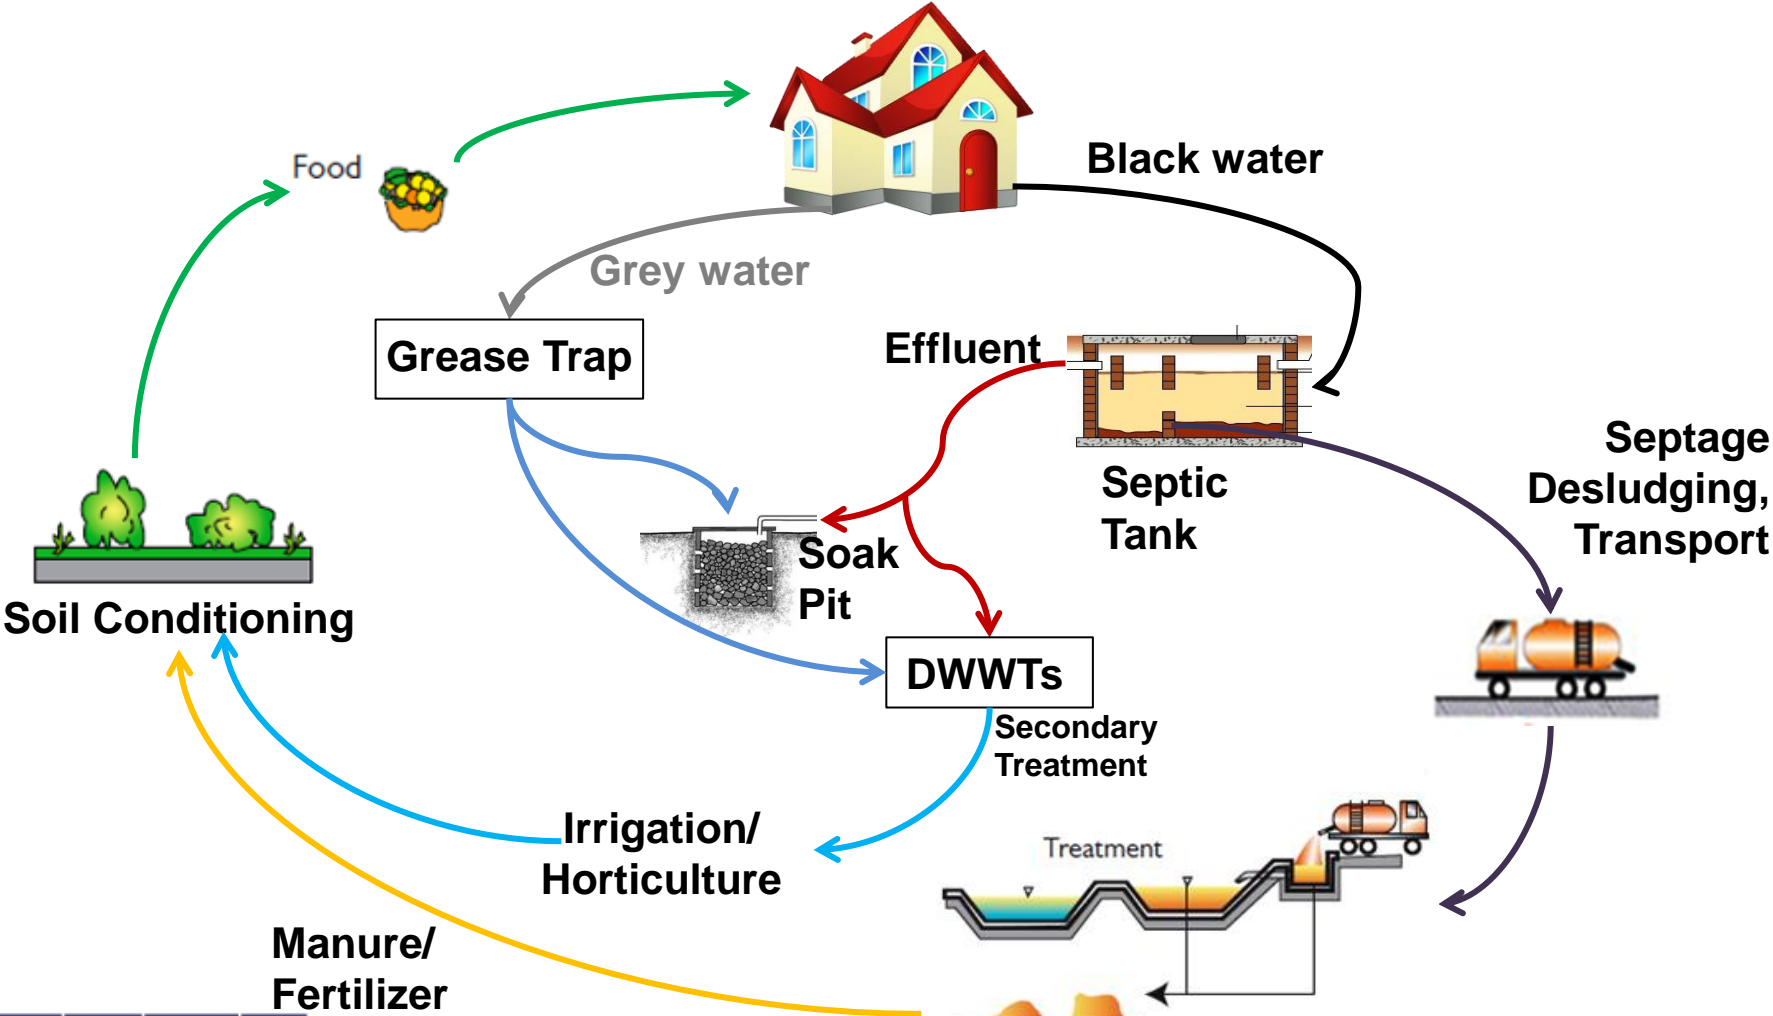 Food
Black water
Grey water
Grease Trap
Effluent
Septic
Tank
Septage
Desludging,
Transport
Soak
Pit
Soil Conditioning
DWWTs
Secondary
Treatment
Irrigation/
Horticulture
Treatment
Manure/
Fertilizer